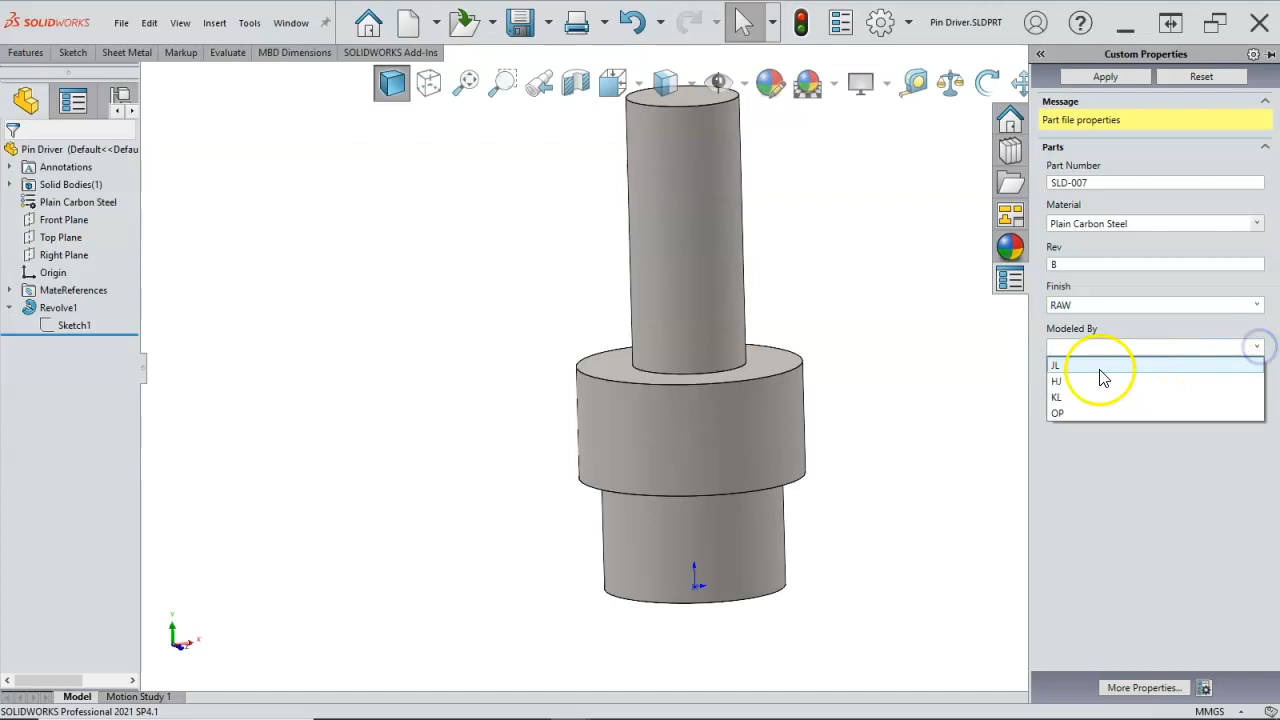 SOLIDWORKS File Edit View Insert Tools Window Pin Driver.SLDPRT
Features Sketch Sheet Metal Markup Evaluate MBD Dimensions SOLIDWORKS Add-Ins
Custom Properties
Apply Reset
Message
Part file properties
Parts
Part Number
SLD-007
Material
Plain Carbon Steel
Rev
B
Finish
RAW
Modeled By
JL
HJ
KL
OP
More Properties...
Pin Driver (Default<<Defau
Annotations
Solid Bodies(1)
Plain Carbon Steel
Front Plane
Top Plane
Right Plane
Origin
MateReferences
Revolve1
Sketch1
Y
X
Z
Model Motion Study 1
SOLIDWORKS Professional 2021 SP4.1 MMGS